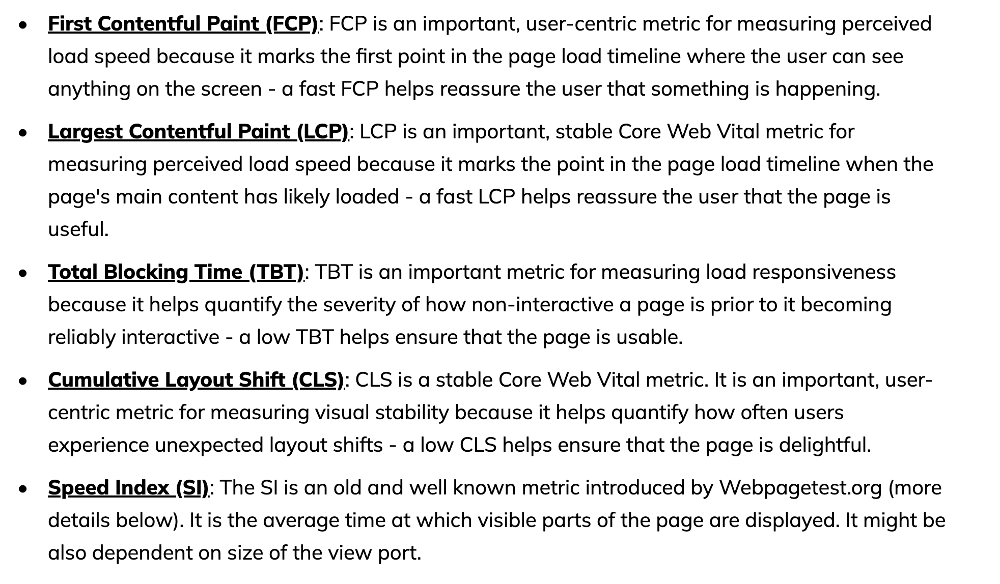 • First Contentful Paint (FCP): FCP is an important, user-centric metric for measuring perceived
load speed because it marks the first point in the page load timeline where the user can see
anything on the screen - a fast FCP helps reassure the user that something is happening.
• Largest Contentful Paint (LCP): LCP is an important, stable Core Web Vital metric for
measuring perceived load speed because it marks the point in the page load timeline when the
page's main content has likely loaded - a fast LCP helps reassure the user that the page is
useful.
• Total Blocking Time (TBT): TBT is an important metric for measuring load responsiveness
because it helps quantify the severity of how non-interactive a page is prior to it becoming
reliably interactive - a low TBT helps ensure that the page is usable.
• Cumulative Layout Shift (CLS): CLS is a stable Core Web Vital metric. It is an important, user-
centric metric for measuring visual stability because it helps quantify how often users
experience unexpected layout shifts - a low CLS helps ensure that the page is delightful.
• Speed Index (SI): The SI is an old and well known metric introduced by Webpagetest.org (more
details below). It is the average time at which visible parts of the page are displayed. It might be
also dependent on size of the view port.